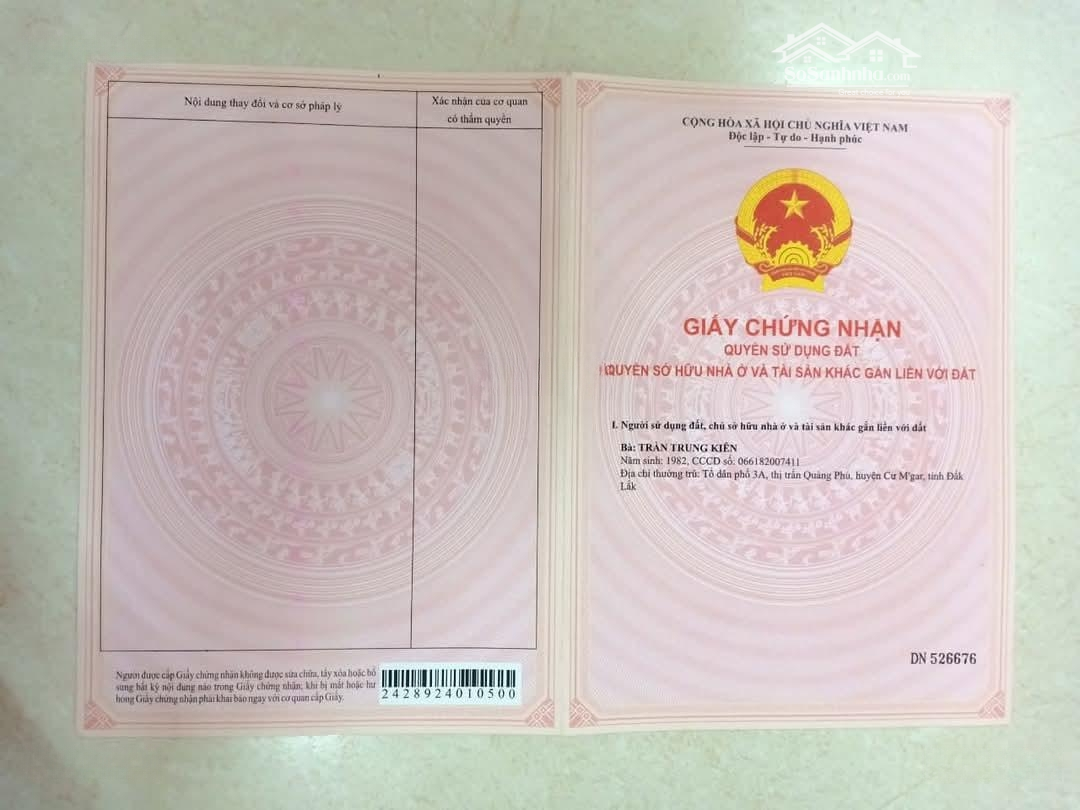 SoSanhnha.com
Nội dung thay đổi và cơ sở pháp lý
Xác nhận của cơ quan
có thẩm quyền
Người được cấp Giấy chứng nhận không được sửa chữa, tẩy xóa hoặc bổ
sung bất kỳ nội dung nào trong Giấy chứng nhận; khi bị mất hoặc hư
hỏng Giấy chứng nhận phải khai báo ngay với cơ quan cấp Giấy.
2428924010500
CỘNG HÒA XÃ HỘI CHỦ NGHĨA VIỆT NAM
Độc lập - Tự do - Hạnh phúc
VIỆT NAM
GIẤY CHỨNG NHẬN
QUYỀN SỬ DỤNG ĐẤT
QUYỀN SỞ HỮU NHÀ Ở VÀ TÀI SẢN KHÁC GẮN LIỀN VỚI ĐẤT
I. Người sử dụng đất, chủ sở hữu nhà ở và tài sản khác gắn liền với đất
Bà: TRẦN TRUNG KIÊN
Năm sinh: 1982, CCCD số: 066182007411
Địa chỉ thường trú: Tổ dân phố 3A, thị trấn Quảng Phú, huyện Cư M'gar, tỉnh Đắk
Lắk
DN 526676